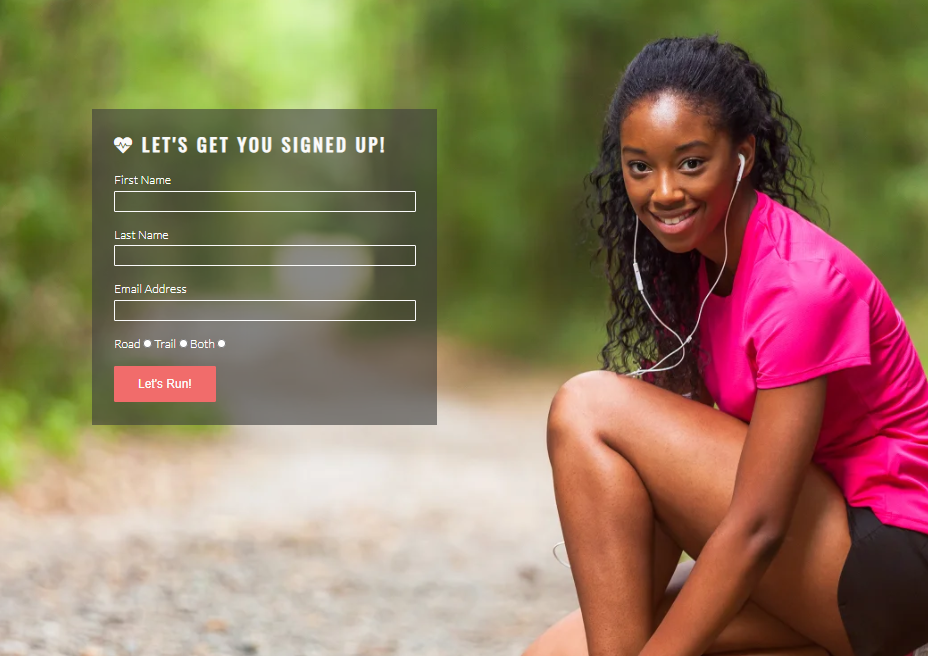 LET'S GET YOU SIGNED UP!
First Name
Last Name
Email Address
Road Trail Both
Let's Run!